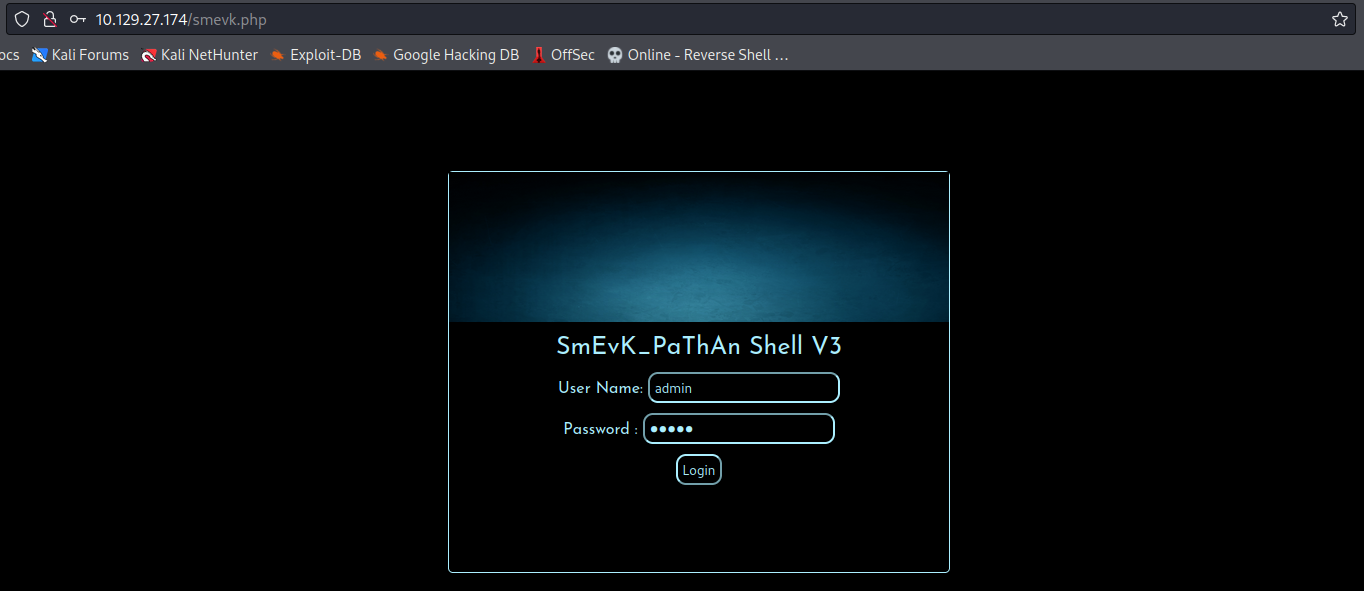 10.129.27.174/smevk.php
ocs Kali Forums Kali NetHunter Exploit-DB Google Hacking DB OffSec Online - Reverse Shell …
SmEvK_PaThAn Shell V3
User Name: admin
Password : ●●●●●
Login